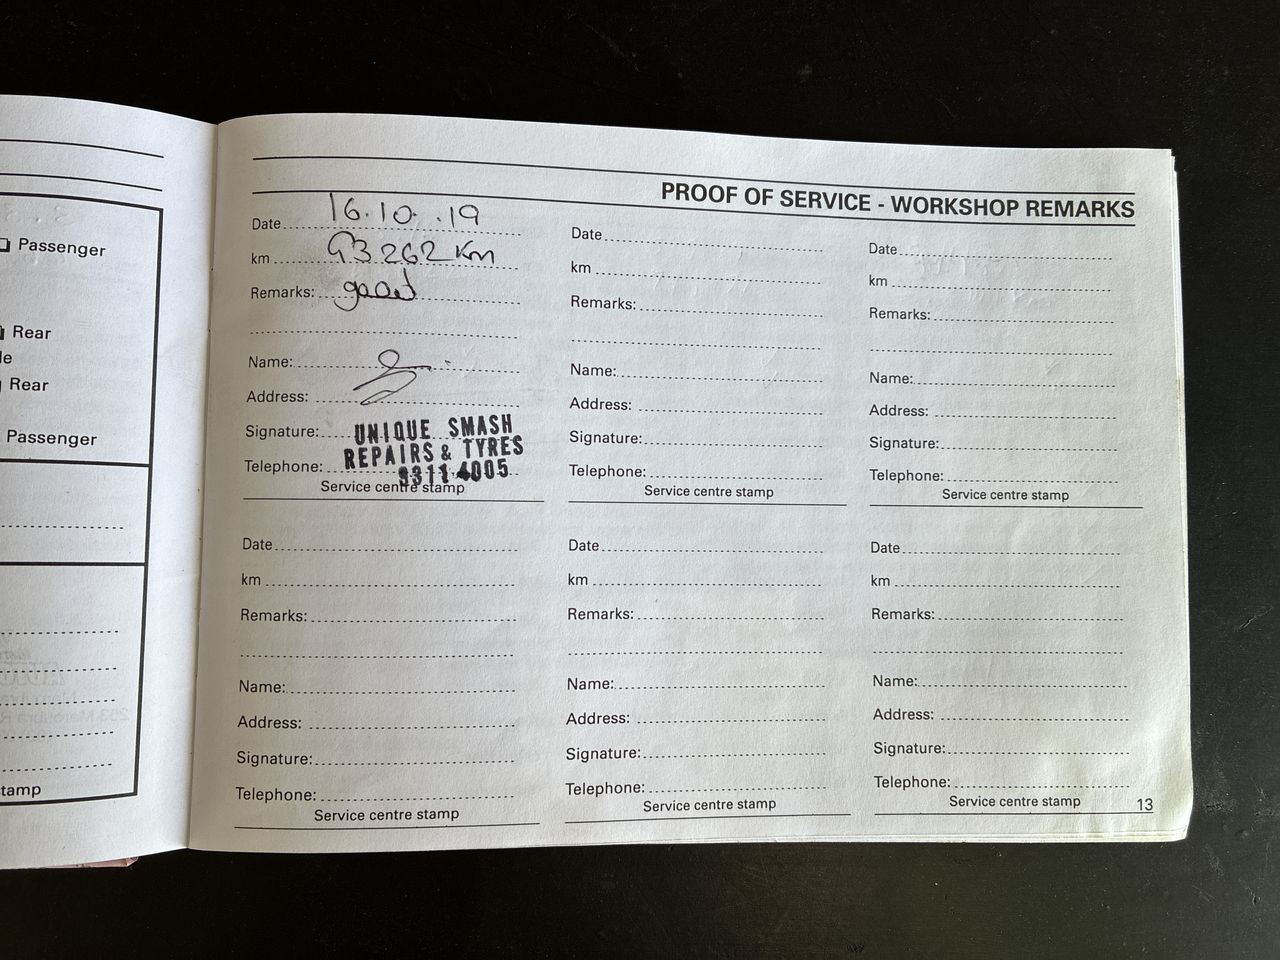 Passenger
Rear
le
Rear
Passenger
tamp
PROOF OF SERVICE - WORKSHOP REMARKS
Date 16.10.19
km 93262 Km
Remarks: good
Name:
Address:
Signature: UNIQUE SMASH
REPAIRS & TYRES
Telephone: 9311 4005
Service centre stamp
Date
km
Remarks:
Name:
Address:
Signature:
Telephone:
Service centre stamp
Date
km
Remarks:
Name:
Address:
Signature:
Telephone:
Service centre stamp
Date
km
Remarks:
Name:
Address:
Signature:
Telephone:
Service centre stamp
Date
km
Remarks:
Name:
Address:
Signature:
Telephone:
Service centre stamp
Date
km
Remarks:
Name:
Address:
Signature:
Telephone:
Service centre stamp
13